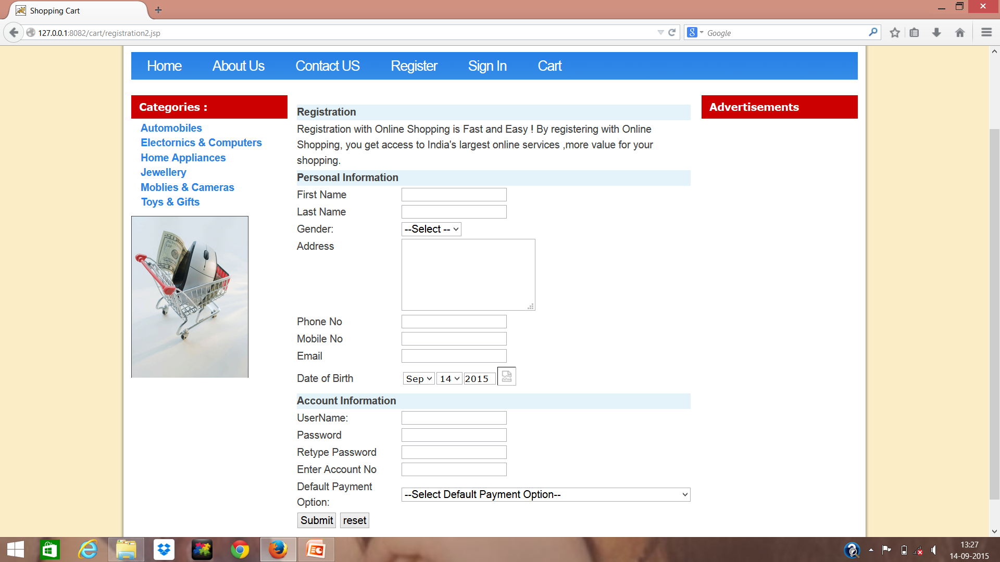 Shopping Cart
127.0.0.1:8082/cart/registration2.jsp
Google
Home About Us Contact US Register Sign In Cart
Categories :
Automobiles
Electornics & Computers
Home Appliances
Jewellery
Moblies & Cameras
Toys & Gifts
Registration
Registration with Online Shopping is Fast and Easy ! By registering with Online
Shopping, you get access to India's largest online services ,more value for your
shopping.
Personal Information
First Name
Last Name
Gender: --Select --
Address
Phone No
Mobile No
Email
Date of Birth Sep 14 2015
Account Information
UserName:
Password
Retype Password
Enter Account No
Default Payment
Option: --Select Default Payment Option--
Submit reset
Advertisements
13:27
14-09-2015